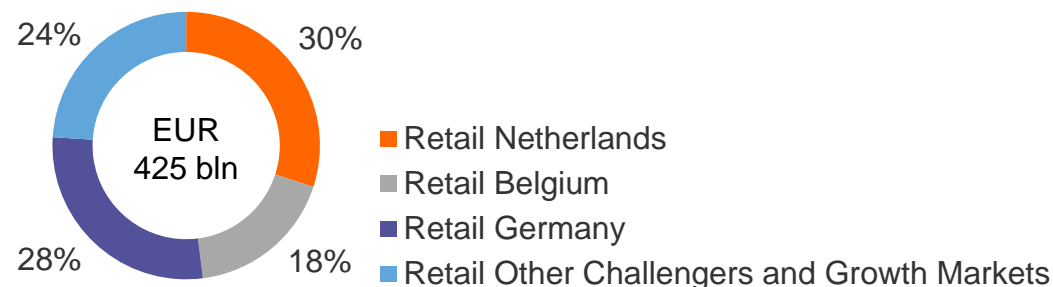 24%
30%
EUR
425 bln
28%
18%
Retail Netherlands
Retail Belgium
Retail Germany
Retail Other Challengers and Growth Markets